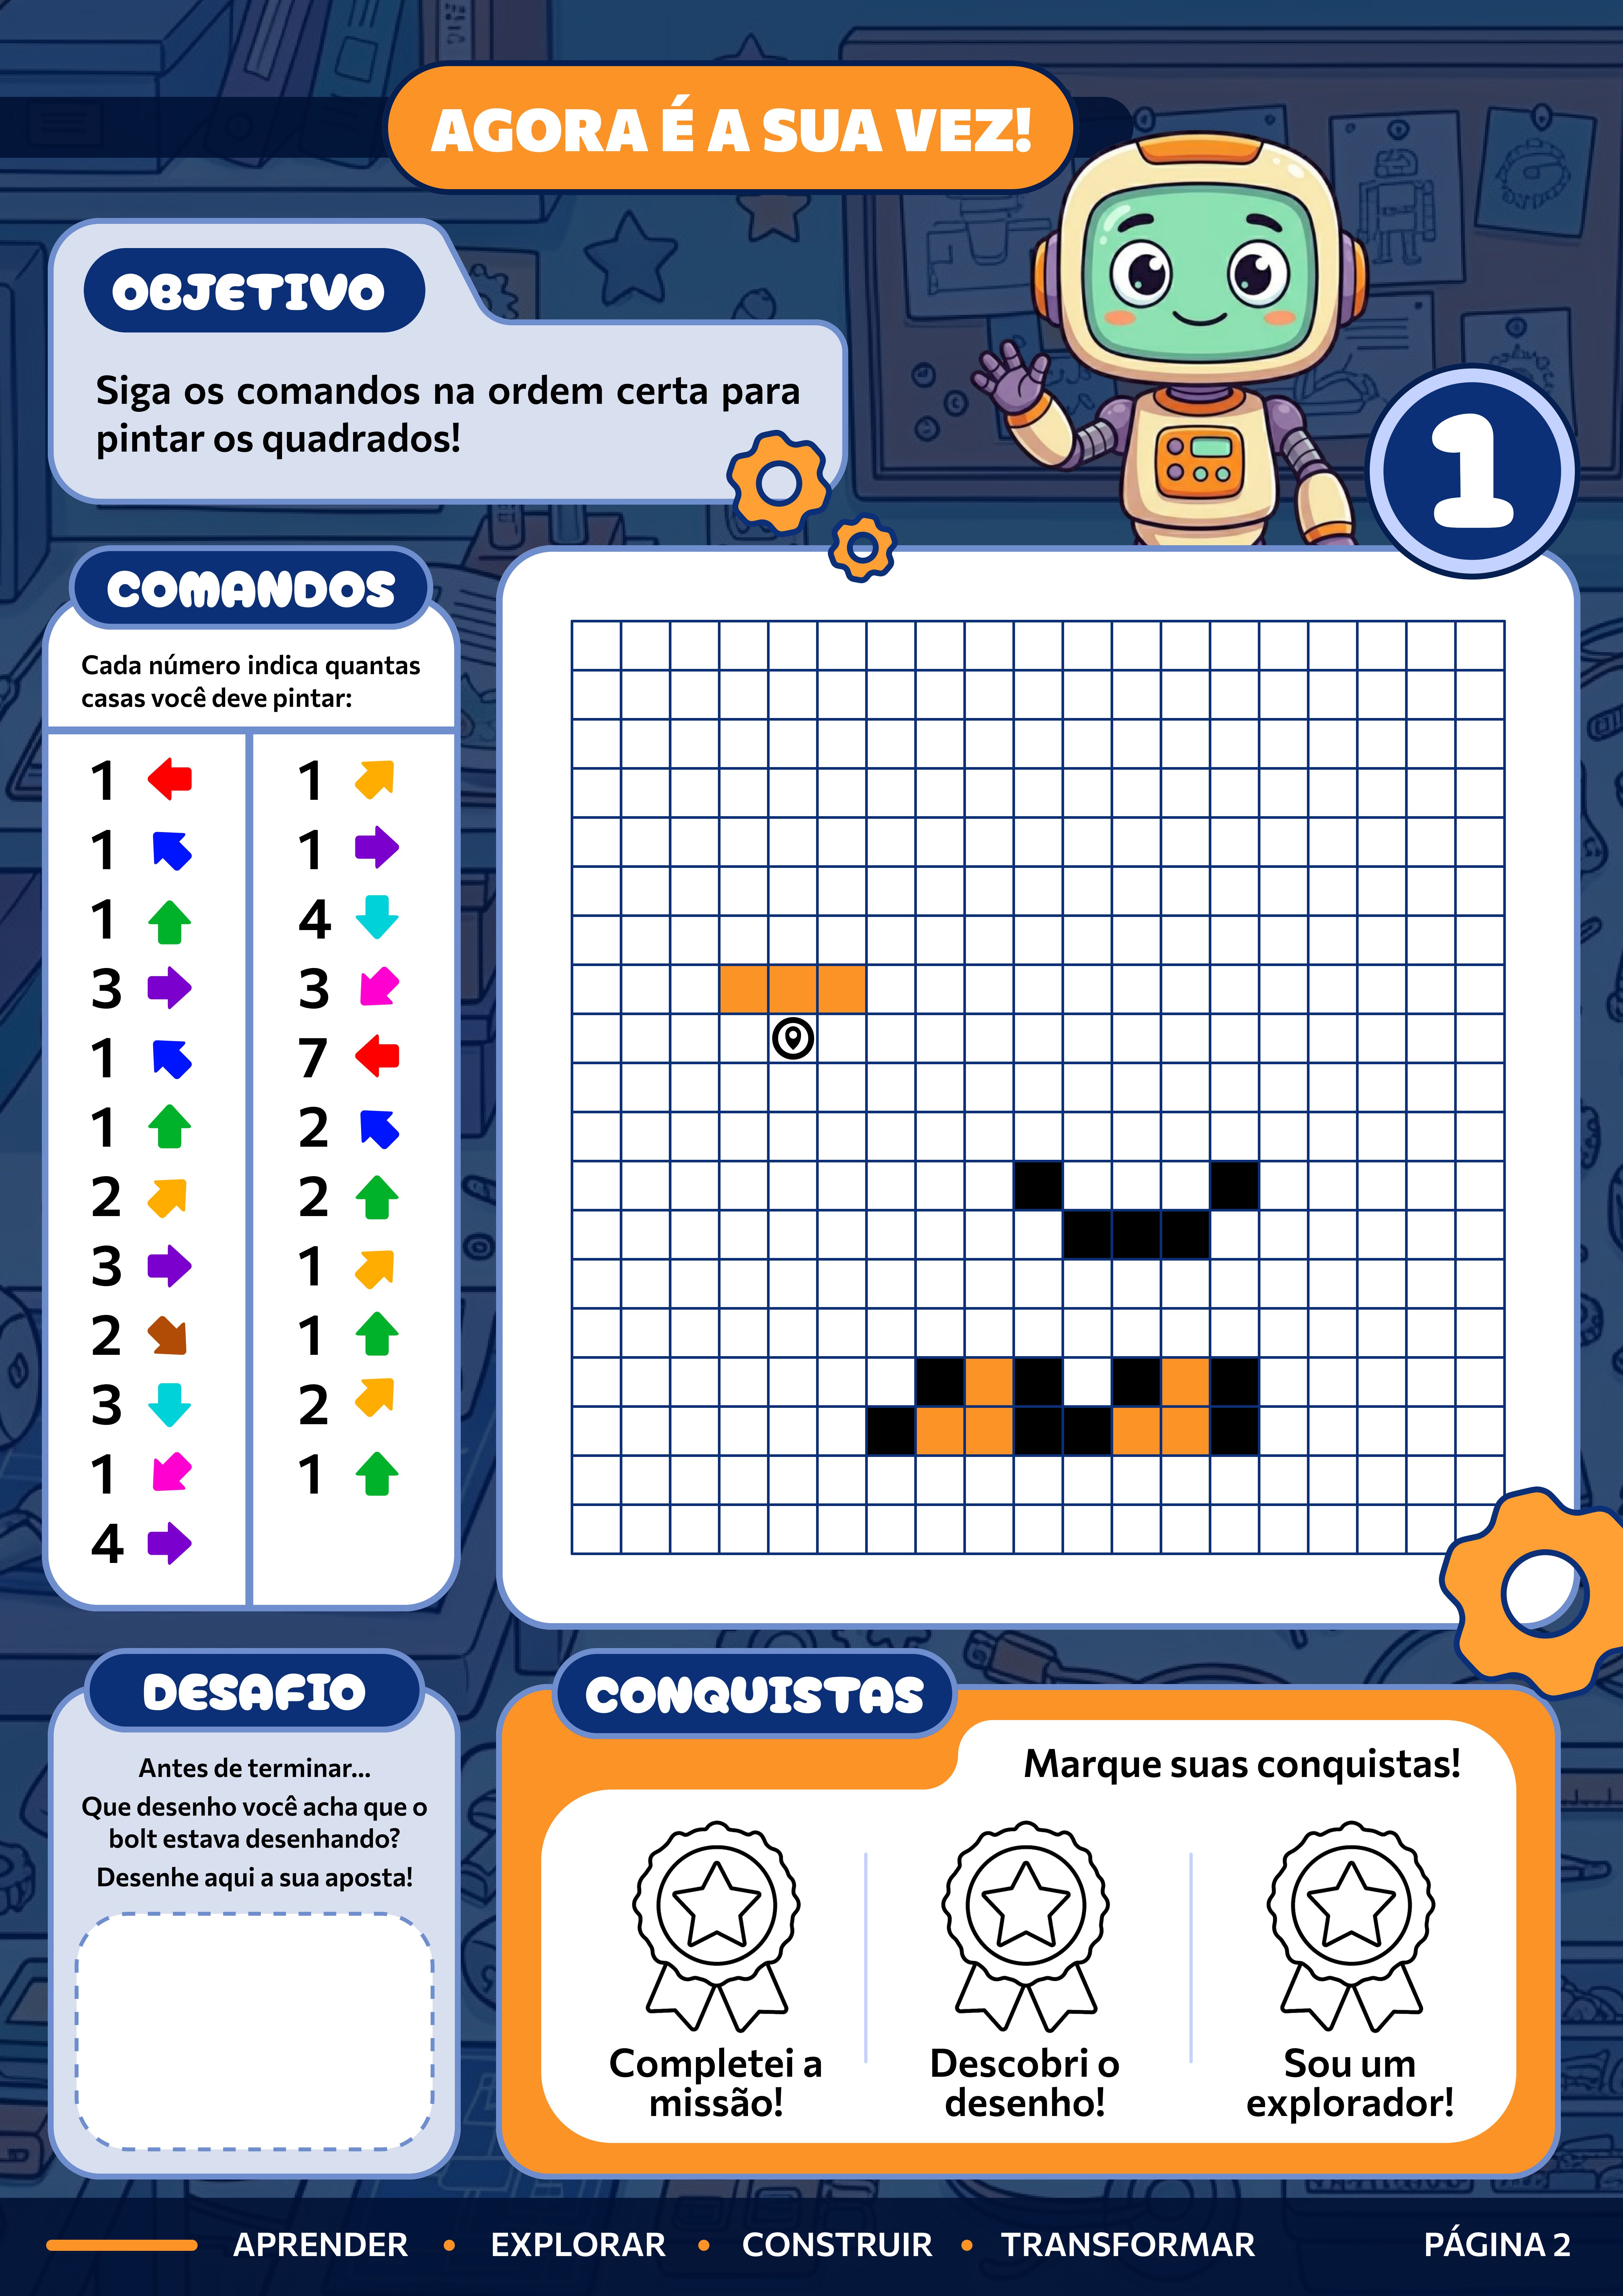 AGORA É A SUA VEZ!
OBJETIVO
Siga os comandos na ordem certa para
pintar os quadrados!
1
COMANDOS
Cada número indica quantas
casas você deve pintar:
1
1
1
3
1
1
2
3
2
3
1
4
1
1
4
3
7
2
2
1
1
2
1
DESAFIO
Antes de terminar...
Que desenho você acha que o
bolt estava desenhando?
Desenhe aqui a sua aposta!
CONQUISTAS
Marque suas conquistas!
Completei a
missão!
Descobri o
desenho!
Sou um
explorador!
APRENDER • EXPLORAR • CONSTRUIR • TRANSFORMAR
PÁGINA 2